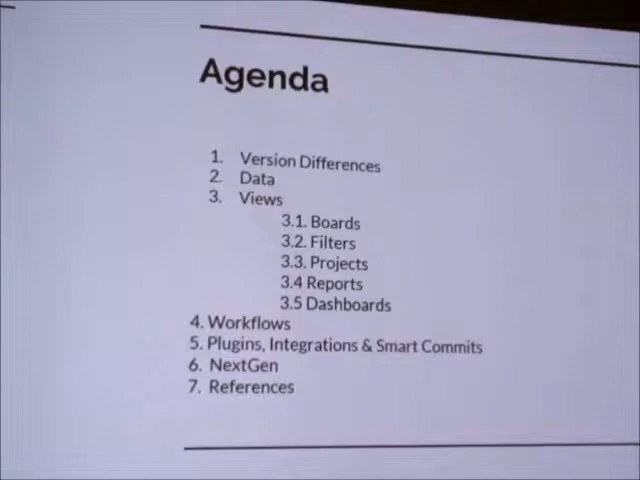 Agenda
1. Version Differences
2. Data
3. Views
3.1. Boards
3.2. Filters
3.3. Projects
3.4 Reports
3.5 Dashboards
4. Workflows
5. Plugins, Integrations & Smart Commits
6. NextGen
7. References